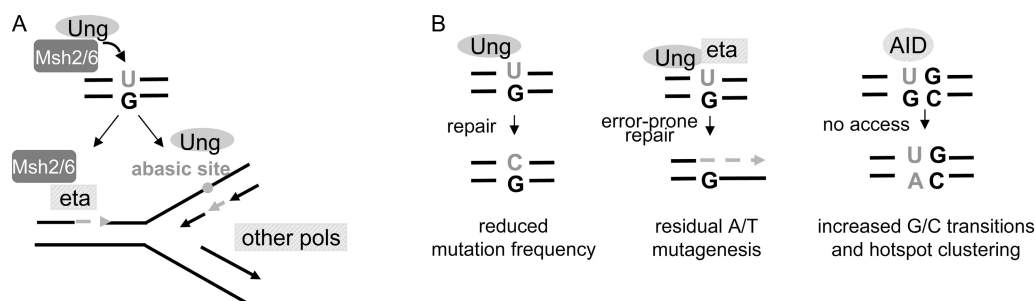 A
Ung
Msh2/6
U
G
Ung
Msh2/6
abasic site
eta
other pols
B
Ung
U
G
repair
C
G
reduced
mutation frequency
Ung
eta
U
G
error-prone
repair
G
residual A/T
mutagenesis
AID
U G
G C
no access
U G
A C
increased G/C transitions
and hotspot clustering